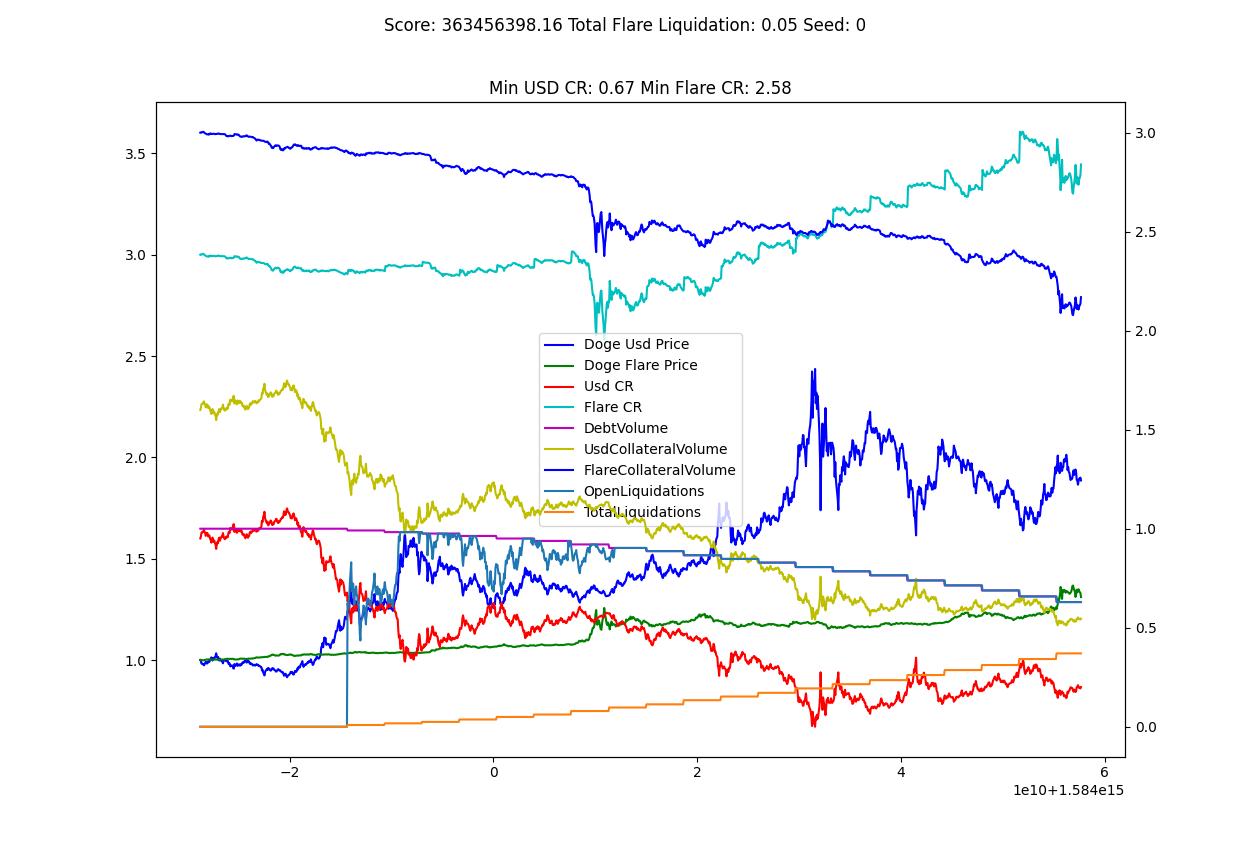 Score: 363456398.16 Total Flare Liquidation: 0.05 Seed: 0
Min USD CR: 0.67 Min Flare CR: 2.58
3.5
3.0
2.5
2.0
1.5
1.0
3.0
2.5
2.0
1.5
1.0
0.5
0.0
Doge Usd Price
Doge Flare Price
Usd CR
Flare CR
DebtVolume
UsdCollateralVolume
FlareCollateralVolume
OpenLiquidations
TotalLiquidations
−2 0 2 4 6
1e10+1.584e15